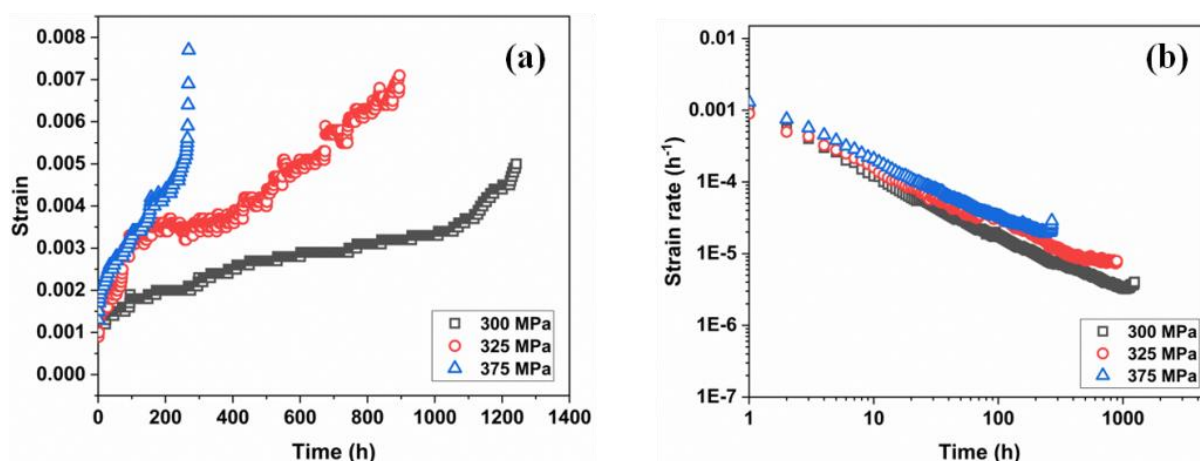 (a)
Strain
0.008
0.007
0.006
0.005
0.004
0.003
0.002
0.001
0.000
300 MPa
325 MPa
375 MPa
0 200 400 600 800 1000 1200 1400
Time (h)
(b)
Strain rate (h⁻¹)
0.01
0.001
1E-4
1E-5
1E-6
1E-7
300 MPa
325 MPa
375 MPa
1 10 100 1000
Time (h)